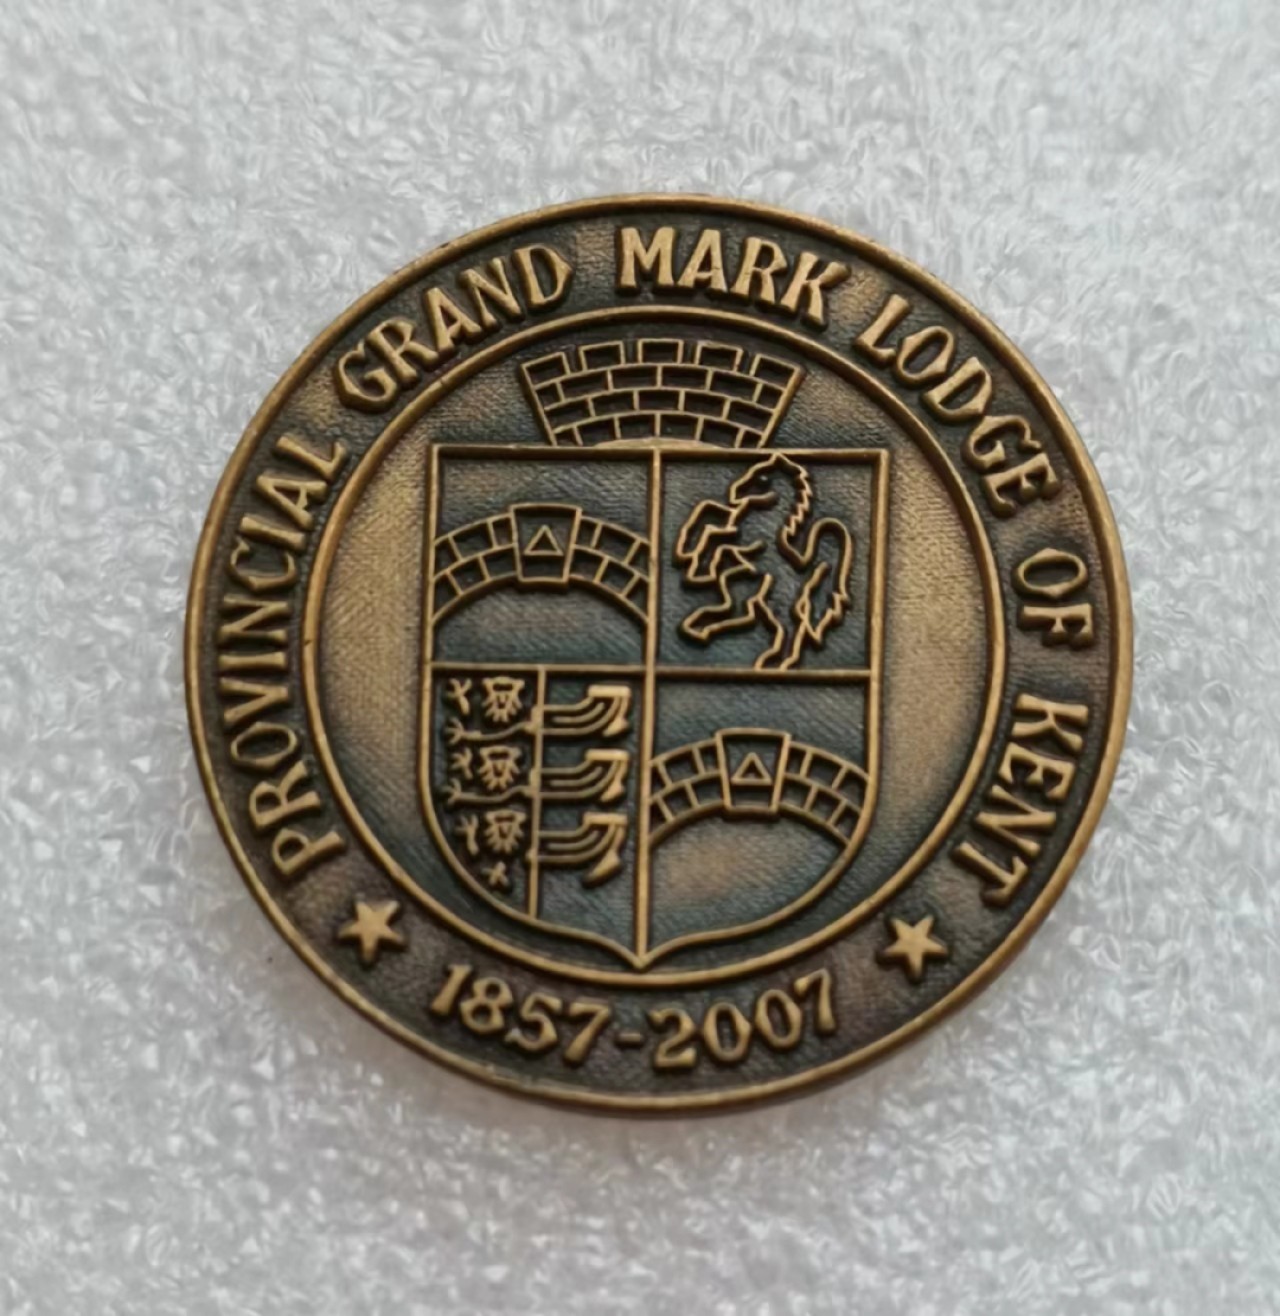 PROVINCIAL GRAND MARK LODGE OF KENT
1857-2007